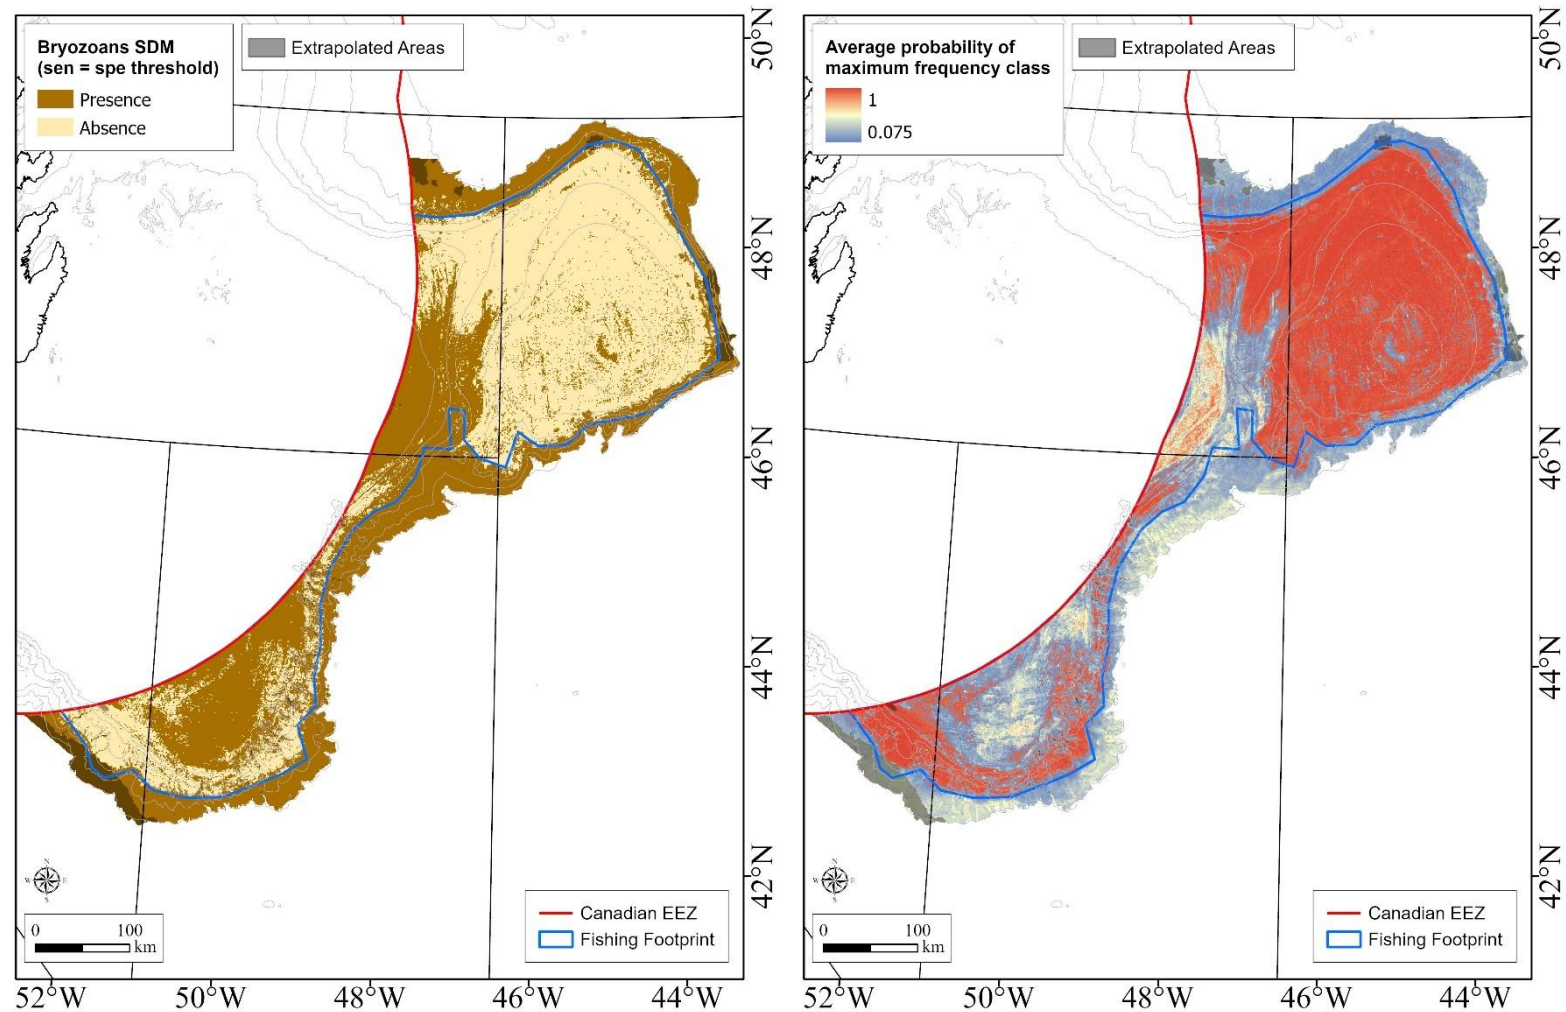 Bryozoans SDM
(sen = spe threshold)
Presence
Absence
Extrapolated Areas
Average probability of
maximum frequency class
1
0.075
Extrapolated Areas
50°N
48°N
46°N
44°N
42°N
50°N
48°N
46°N
44°N
42°N
N
W E
S
0 100
km
Canadian EEZ
Fishing Footprint
N
W E
S
0 100
km
Canadian EEZ
Fishing Footprint
52°W 50°W 48°W 46°W 44°W
52°W 50°W 48°W 46°W 44°W